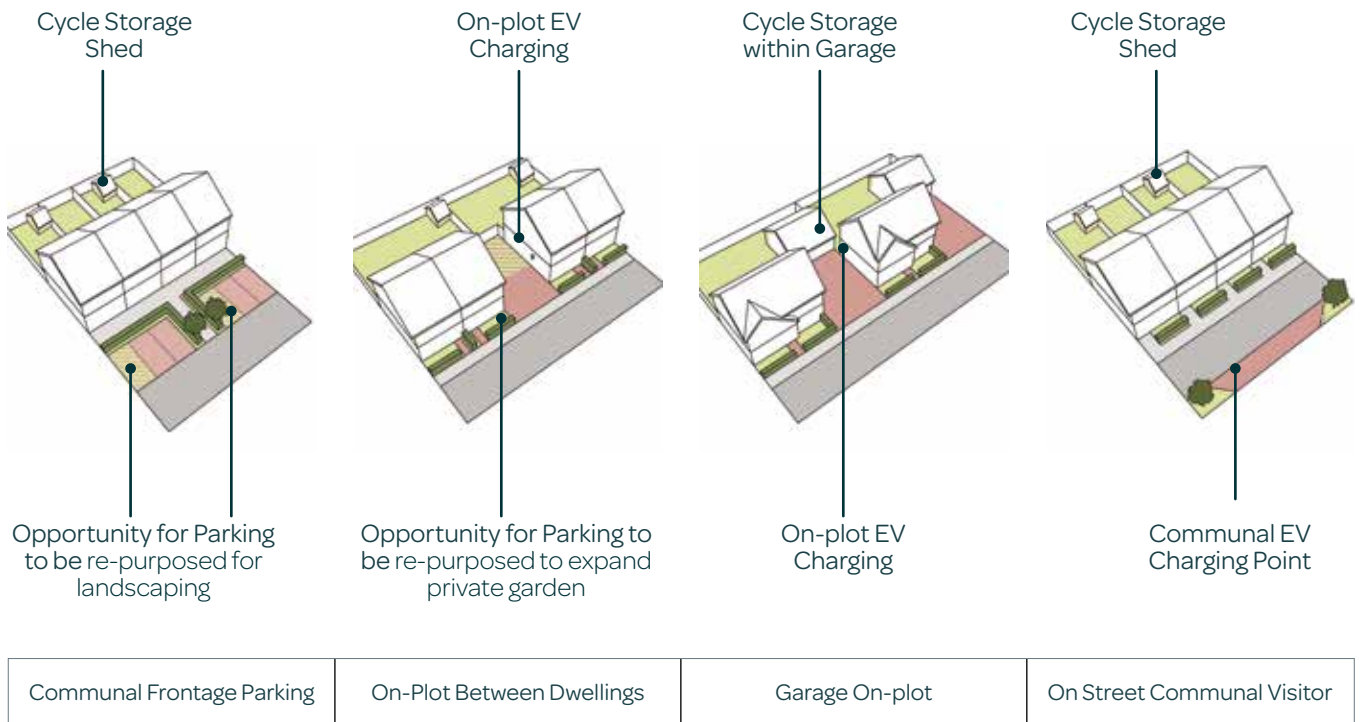 Cycle Storage
Shed
On-plot EV
Charging
Cycle Storage
within Garage
Cycle Storage
Shed
Opportunity for Parking
to be re-purposed for
landscaping
Opportunity for Parking to
be re-purposed to expand
private garden
On-plot EV
Charging
Communal EV
Charging Point
Communal Frontage Parking
On-Plot Between Dwellings
Garage On-plot
On Street Communal Visitor